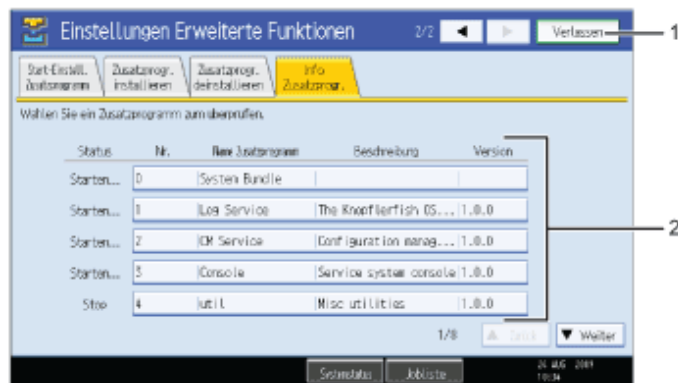 Einstellungen Erweiterte Funktionen 2/2 ◄ ► Verlassen 1
Start-Einstell. Zusatzprogramm
Zusatzprogr. installieren
Zusatzprogr. deinstallieren
Info Zusatzprogr.
Wählen Sie ein Zusatzprogramm zum überprüfen.
Status Nr. Name Zusatzprogramm Beschreibung Version
Starten... 0 System Bundle
Starten... 1 Log Service The Knopflerfish OS... 1.0.0
2
Starten... 2 CM Service Configuration manag... 1.0.0
Starten... 3 Console Service system console 1.0.0
Stop 4 util Misc utilities 1.0.0
1/8 ▲ Zurück ▼ Weiter
Systemstatus Jobliste 26 AUG 2009